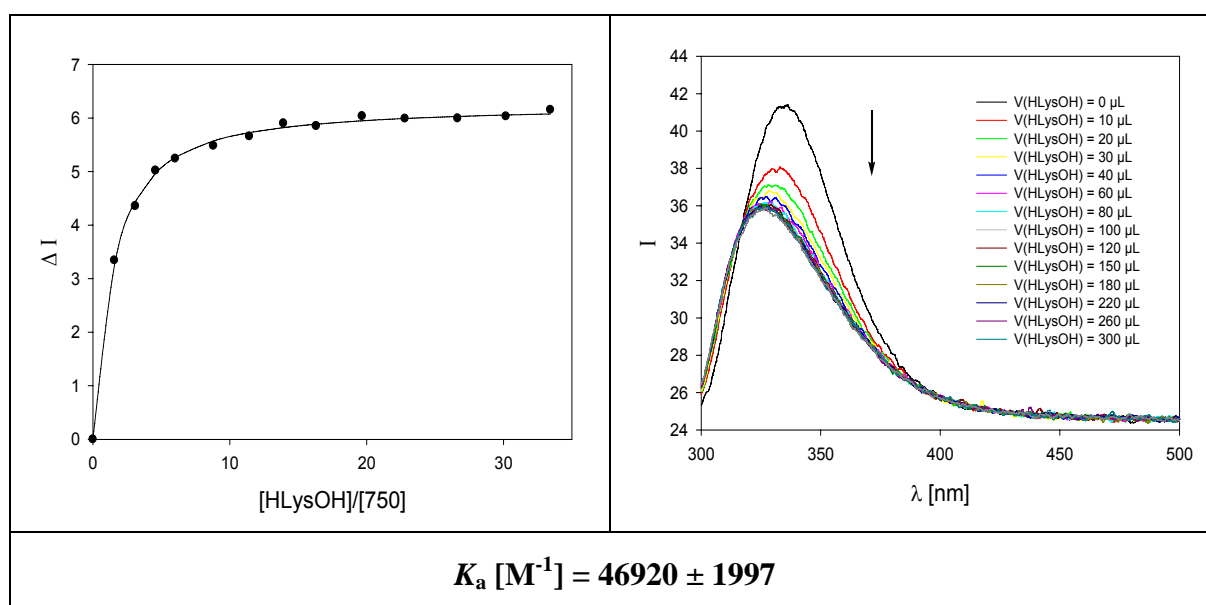 7
6
5
4
3
2
1
0
Δ I
0
10
20
30
[HLysOH]/[750]
44
42
40
38
36
34
32
30
28
26
24
I
300
350
400
450
500
λ [nm]
V(HLysOH) = 0 µL
V(HLysOH) = 10 µL
V(HLysOH) = 20 µL
V(HLysOH) = 30 µL
V(HLysOH) = 40 µL
V(HLysOH) = 60 µL
V(HLysOH) = 80 µL
V(HLysOH) = 100 µL
V(HLysOH) = 120 µL
V(HLysOH) = 150 µL
V(HLysOH) = 180 µL
V(HLysOH) = 220 µL
V(HLysOH) = 260 µL
V(HLysOH) = 300 µL
Ka [M-1] = 46920 ± 1997